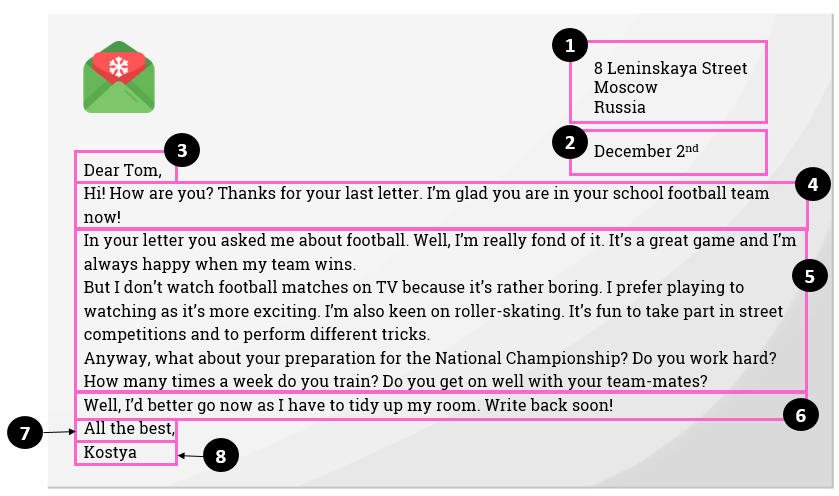 1
8 Leninskaya Street
Moscow
Russia
2
December 2nd
3
Dear Tom,
4
Hi! How are you? Thanks for your last letter. I’m glad you are in your school football team
now!
In your letter you asked me about football. Well, I’m really fond of it. It’s a great game and I’m
always happy when my team wins.
5
But I don’t watch football matches on TV because it’s rather boring. I prefer playing to
watching as it’s more exciting. I’m also keen on roller-skating. It’s fun to take part in street
competitions and to perform different tricks.
Anyway, what about your preparation for the National Championship? Do you work hard?
How many times a week do you train? Do you get on well with your team-mates?
Well, I’d better go now as I have to tidy up my room. Write back soon!
6
7
All the best,
Kostya
8